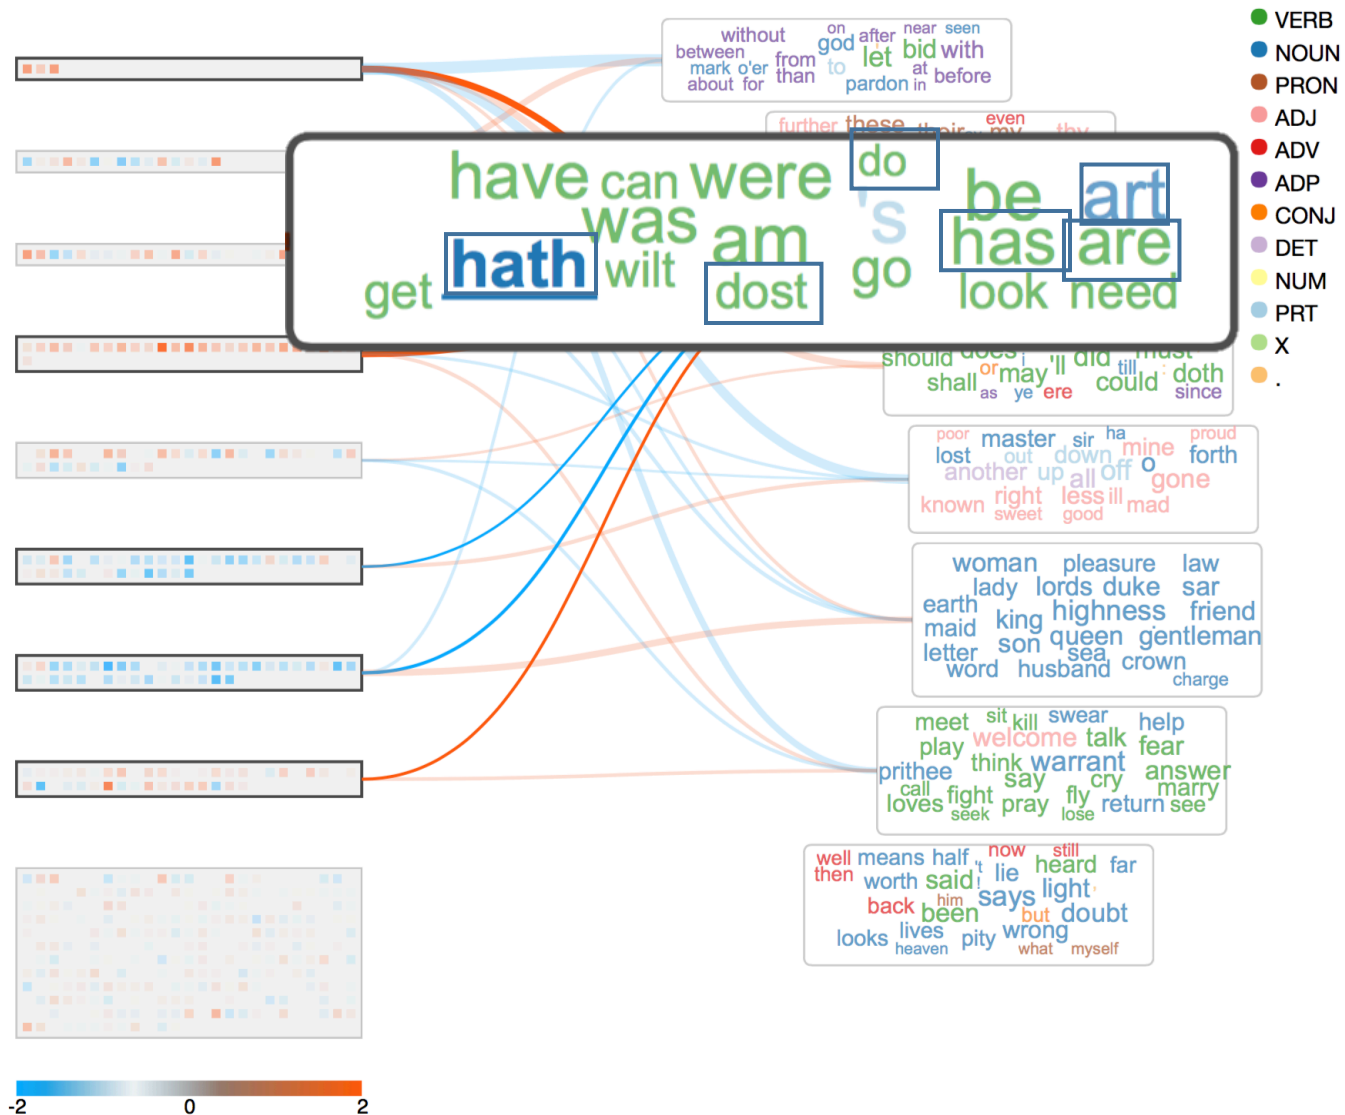 without on god after near seen
between from let bid with
mark o'er than to at before
about for pardon in
further these their my even thy
have can were do be art
was am 's has are
hath wilt dost go look need
get
should does i 'll did must
shall or may till : doth
as ye ere could since
poor master sir ha mine proud
lost out down o forth
another up all off gone
known right less ill mad
sweet good
woman pleasure law
lady lords duke sar
earth king highness friend
maid son queen gentleman
letter sea
word husband crown
charge
meet sit kill swear help
play welcome talk fear
prithee think warrant answer
call say cry marry
loves fight pray fly return see
seek lose
well means half 't now still
then worth said ! lie heard far
back him says light '
been but doubt
looks lives pity wrong
heaven what myself
VERB
NOUN
PRON
ADJ
ADV
ADP
CONJ
DET
NUM
PRT
X
.
-2 0 2